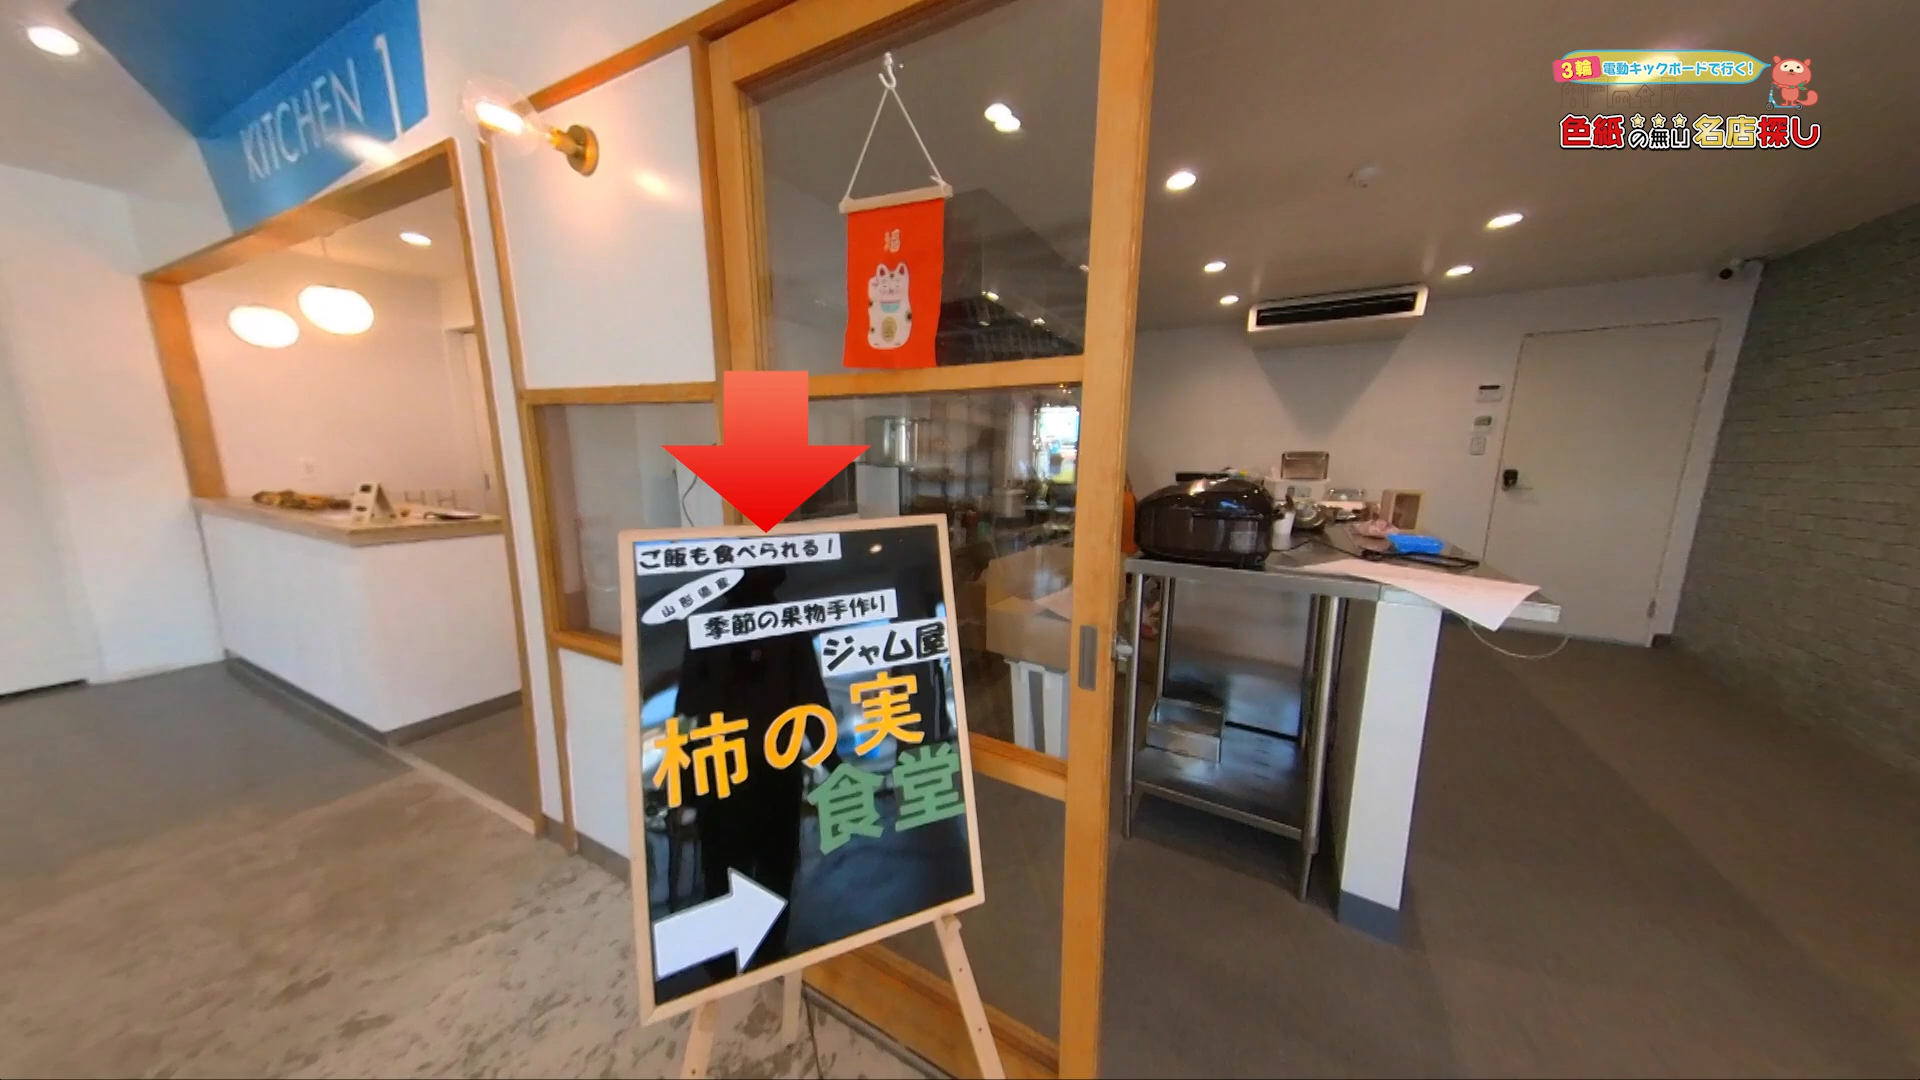 KITCHEN 1
3輪 電動キックボードで行く!
色紙の無い名店探し
福
ご飯も食べられる!
山形県産
季節の果物手作り
ジャム屋
柿の実
食堂